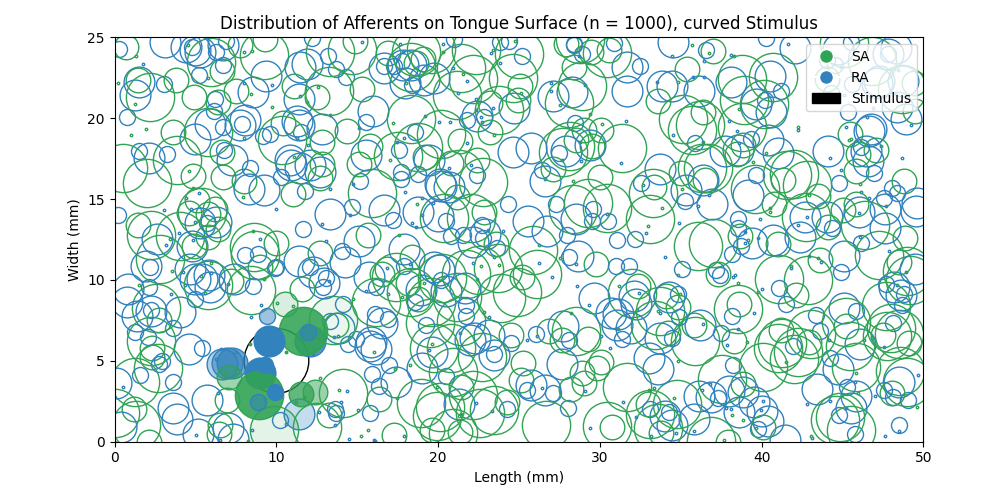 Distribution of Afferents on Tongue Surface (n = 1000), curved Stimulus
SA
RA
Stimulus
Width (mm)
25
20
15
10
5
0
0 10 20 30 40 50
Length (mm)